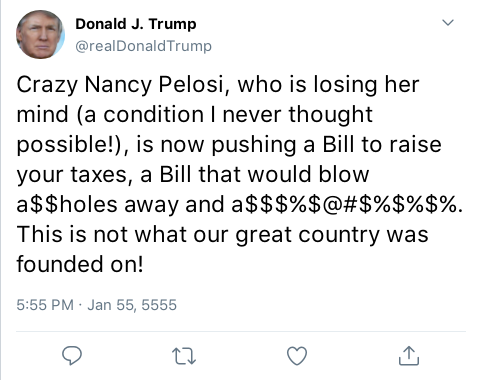 Donald J. Trump
@realDonaldTrump
Crazy Nancy Pelosi, who is losing her
mind (a condition I never thought
possible!), is now pushing a Bill to raise
your taxes, a Bill that would blow
a$$holes away and a$$$%$@#$%$%$%.
This is not what our great country was
founded on!
5:55 PM · Jan 55, 5555